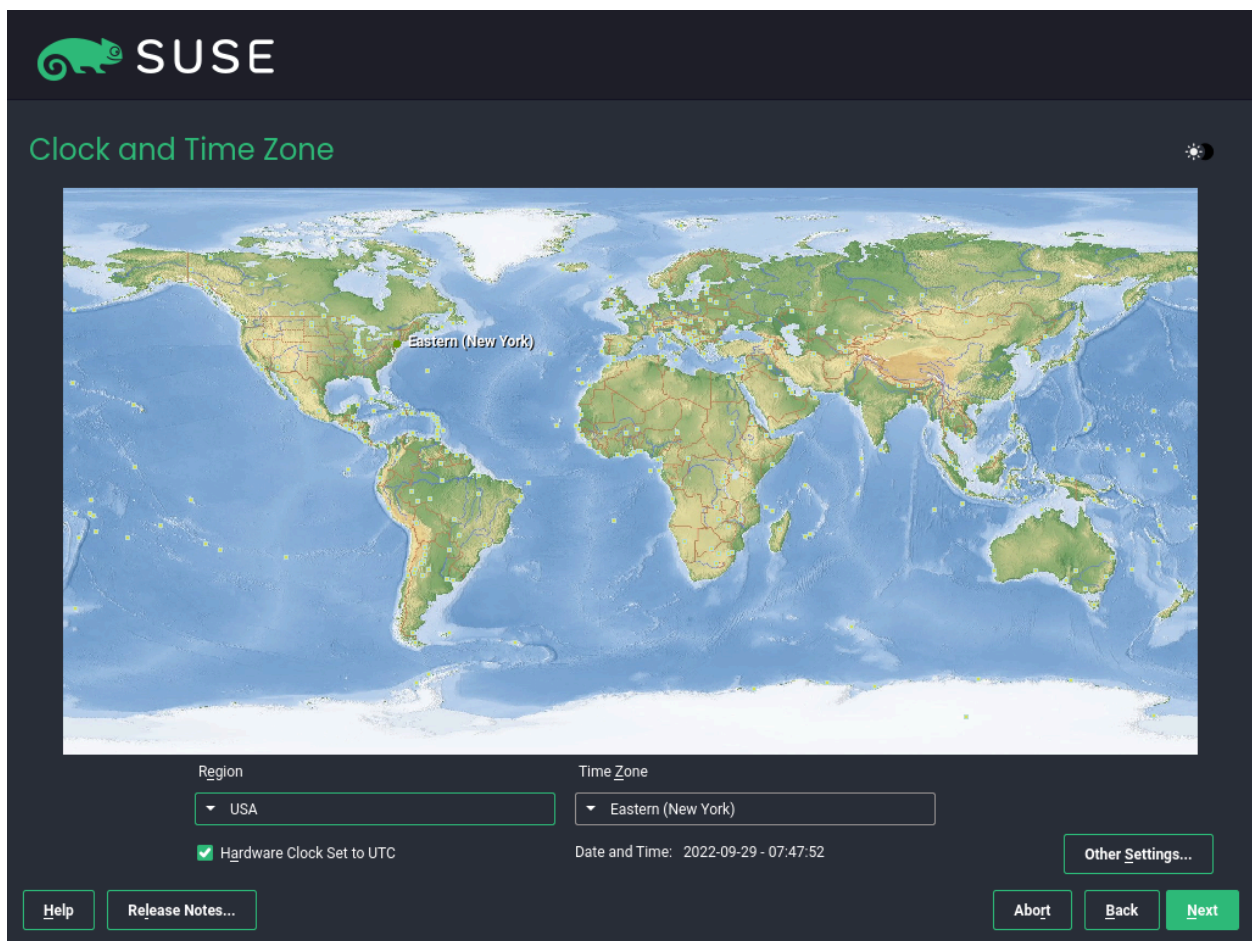 SUSE
Clock and Time Zone
Eastern (New York)
Region
Time Zone
USA
Eastern (New York)
Hardware Clock Set to UTC
Date and Time: 2022-09-29 - 07:47:52
Other Settings...
Help
Release Notes...
Abort
Back
Next